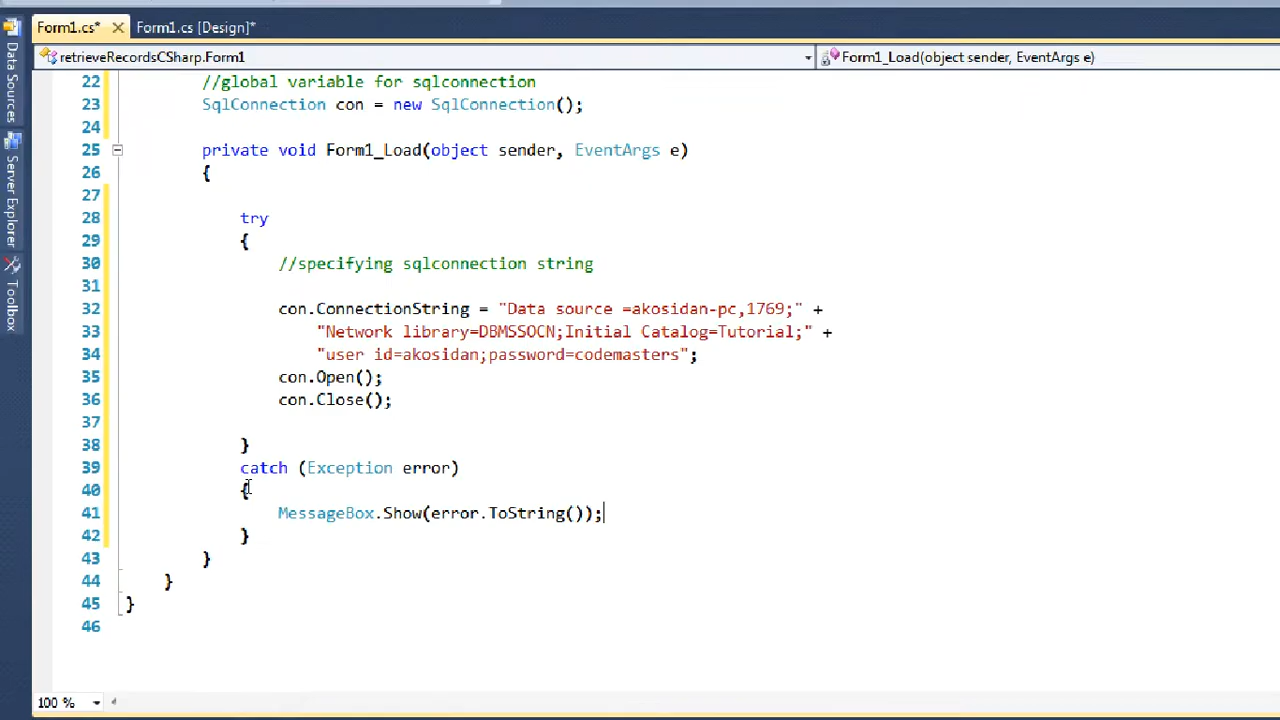 Form1.cs* Form1.cs [Design]*
retrieveRecordsCSharp.Form1 Form1_Load(object sender, EventArgs e)
Data Sources
Server Explorer
Toolbox
22 //global variable for sqlconnection
23 SqlConnection con = new SqlConnection();
24
25 private void Form1_Load(object sender, EventArgs e)
26 {
27
28 try
29 {
30 //specifying sqlconnection string
31
32 con.ConnectionString = "Data source =akosidan-pc,1769;" +
33 "Network library=DBMSSOCN;Initial Catalog=Tutorial;" +
34 "user id=akosidan;password=codemasters";
35 con.Open();
36 con.Close();
37
38 }
39 catch (Exception error)
40 {
41 MessageBox.Show(error.ToString());
42 }
43 }
44 }
45 }
46
100 %